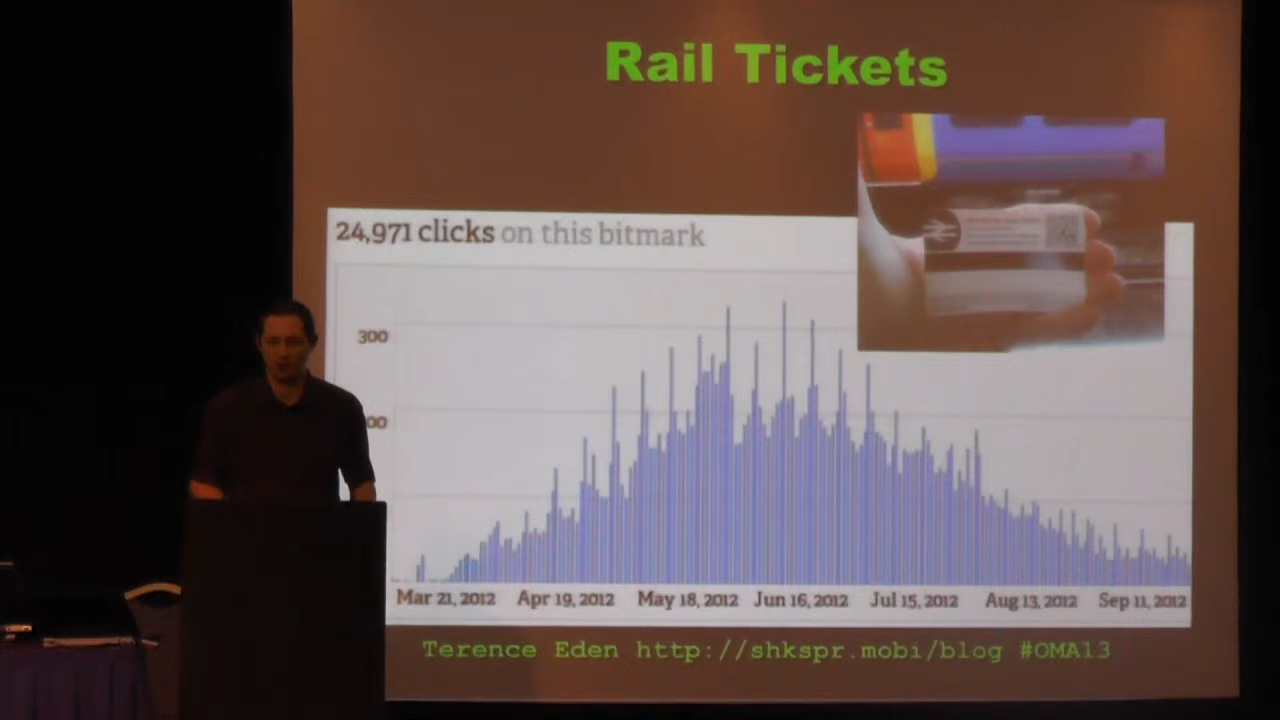 Rail Tickets
24,971 clicks on this bitmark
300
00
Mar 21, 2012 Apr 19, 2012 May 18, 2012 Jun 16, 2012 Jul 15, 2012 Aug 13, 2012 Sep 11, 2012
Terence Eden http://shkspr.mobi/blog #OMA13